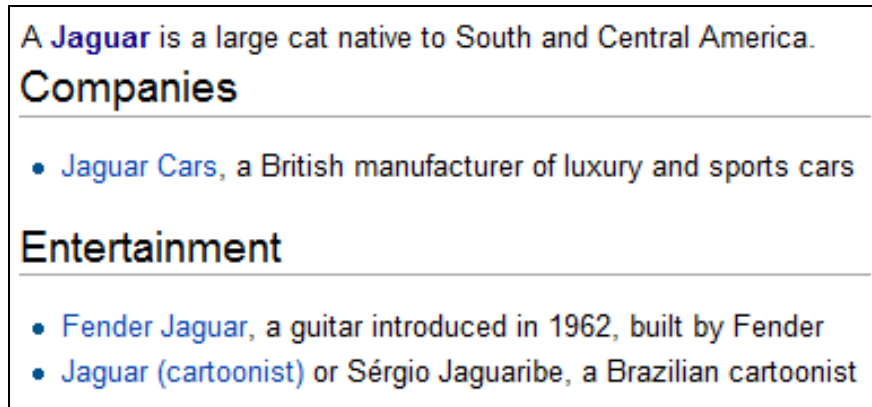 A Jaguar is a large cat native to South and Central America.
Companies
• Jaguar Cars, a British manufacturer of luxury and sports cars
Entertainment
• Fender Jaguar, a guitar introduced in 1962, built by Fender
• Jaguar (cartoonist) or Sérgio Jaguaribe, a Brazilian cartoonist